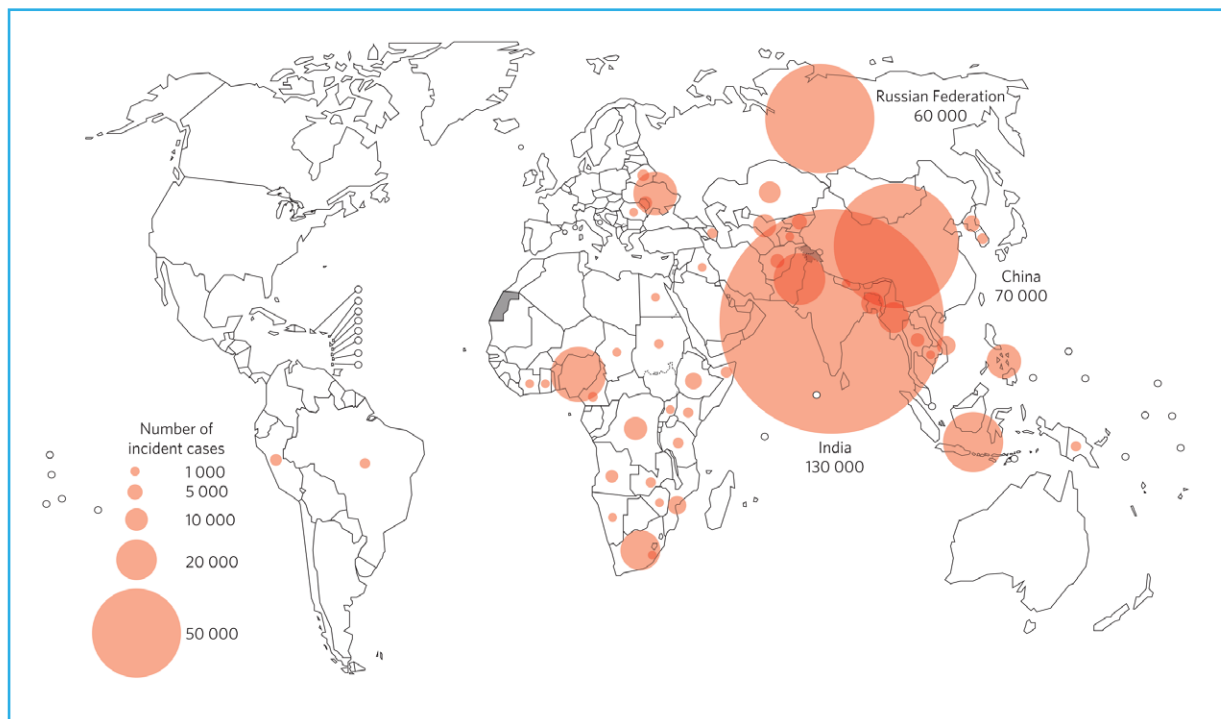 Russian Federation
60 000
China
70 000
India
130 000
Number of
incident cases
1 000
5 000
10 000
20 000
50 000